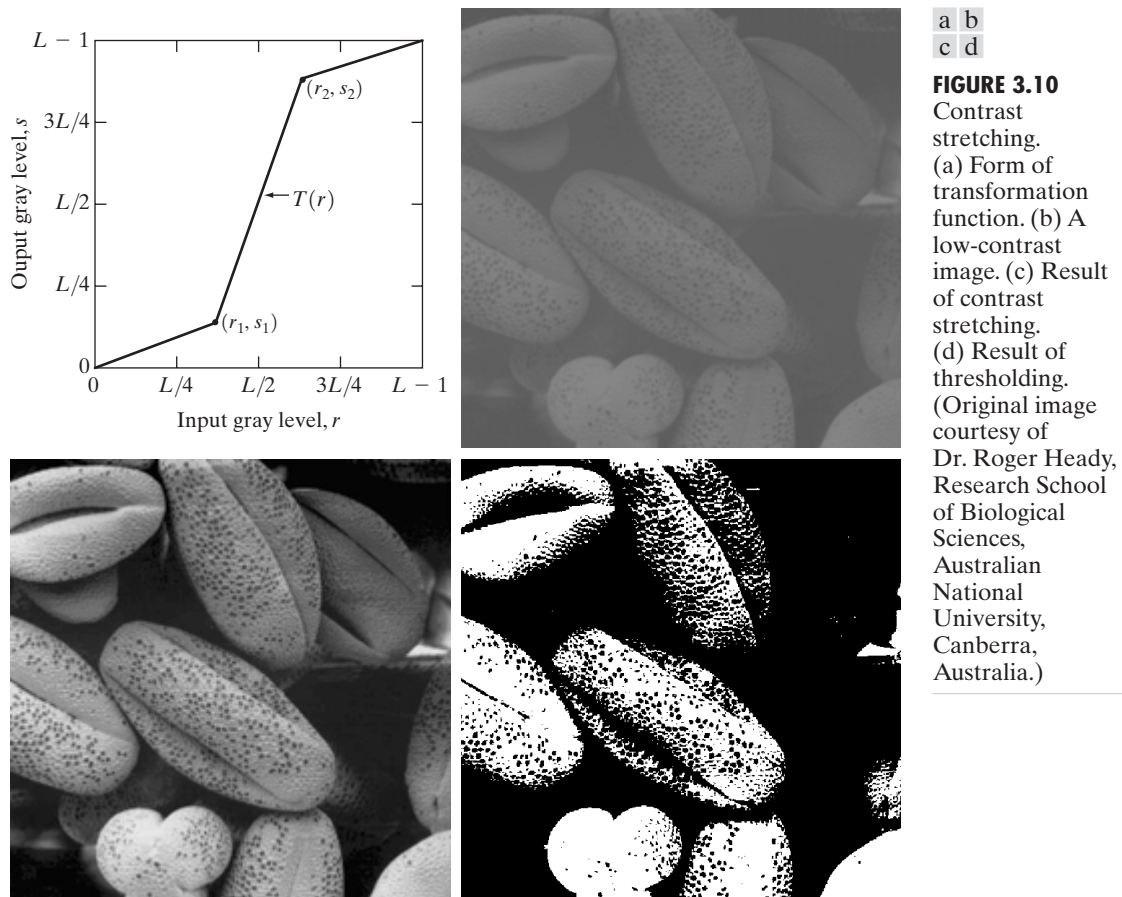 L − 1
3L/4
L/2
L/4
0
Ouput gray level, s
(r₂, s₂)
T(r)
(r₁, s₁)
0 L/4 L/2 3L/4 L − 1
Input gray level, r
a b
c d
FIGURE 3.10
Contrast
stretching.
(a) Form of
transformation
function. (b) A
low-contrast
image. (c) Result
of contrast
stretching.
(d) Result of
thresholding.
(Original image
courtesy of
Dr. Roger Heady,
Research School
of Biological
Sciences,
Australian
National
University,
Canberra,
Australia.)